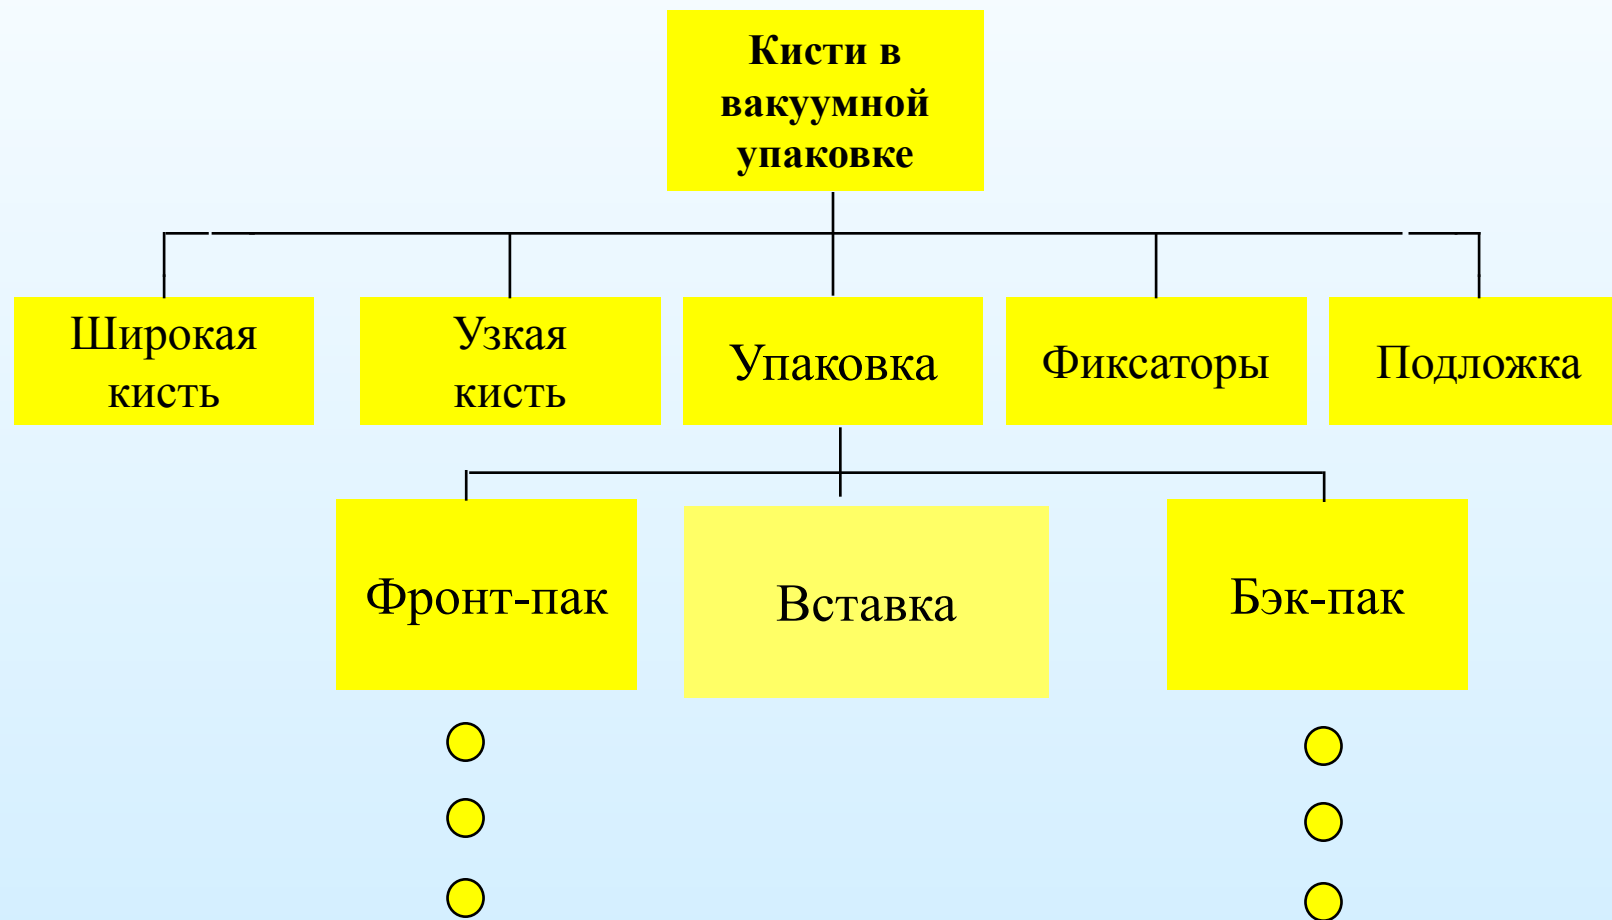 Кисти в
вакуумной
упаковке
Широкая
кисть
Узкая
кисть
Упаковка
Фиксаторы
Подложка
Фронт-пак
Вставка
Бэк-пак